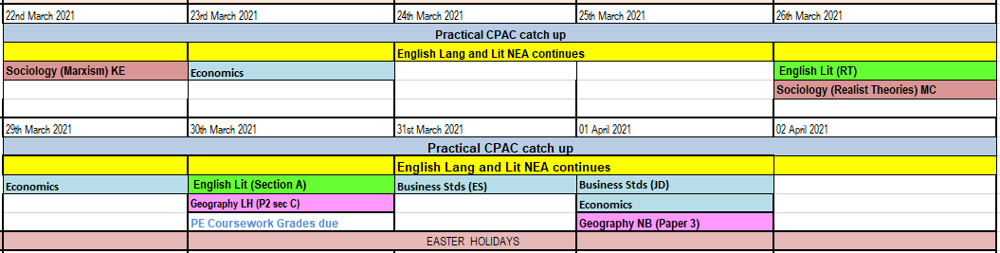 22nd March 2021 23rd March 2021 24th March 2021 25th March 2021 26th March 2021
Practical CPAC catch up
English Lang and Lit NEA continues
Sociology (Marxism) KE Economics English Lit (RT)
Sociology (Realist Theories) MC
29th March 2021 30th March 2021 31st March 2021 01 April 2021 02 April 2021
Practical CPAC catch up
English Lang and Lit NEA continues
Economics English Lit (Section A) Business Stds (ES) Business Stds (JD)
Geography LH (P2 sec C) Economics
PE Coursework Grades due Geography NB (Paper 3)
EASTER HOLIDAYS